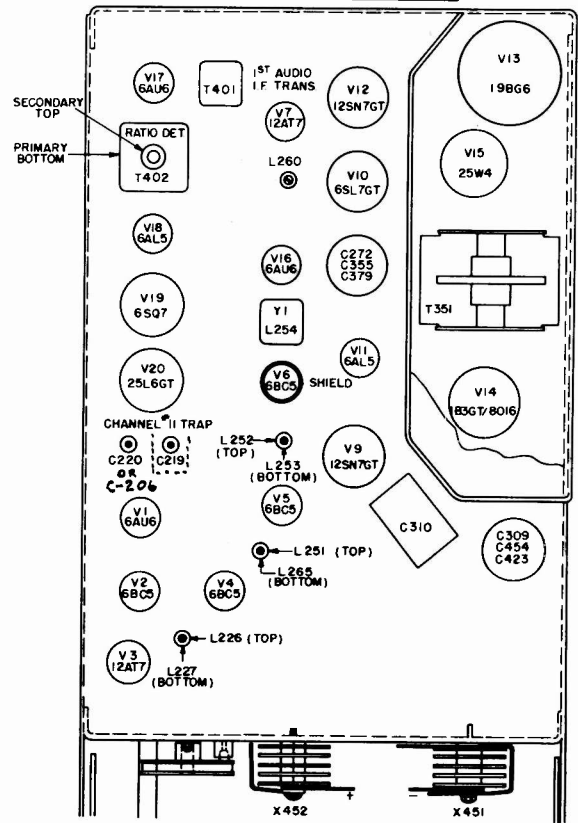 V17
6AU6
T401
1ST AUDIO
I.F. TRANS
V7
12AT7
V12
12SN7GT
V13
19BG6
SECONDARY
TOP
PRIMARY
BOTTOM
RATIO DET
T402
L260
V10
6SL7GT
V15
25W4
V18
6AL5
V16
6AU6
C272
C355
C379
V19
6SQ7
Y1
L254
T351
V11
6AL5
V20
25L6GT
V6
6BC5
SHIELD
V14
1B3GT/8016
CHANNEL #11 TRAP
C220
OR
C-206
C219
L252
(TOP)
L253
(BOTTOM)
V9
12SN7GT
V1
6AU6
V5
6BC5
C310
C309
C454
C423
L251 (TOP)
L265
(BOTTOM)
V2
6BC5
V4
6BC5
L226 (TOP)
L227
(BOTTOM)
V3
12AT7
+
-
X452
X451